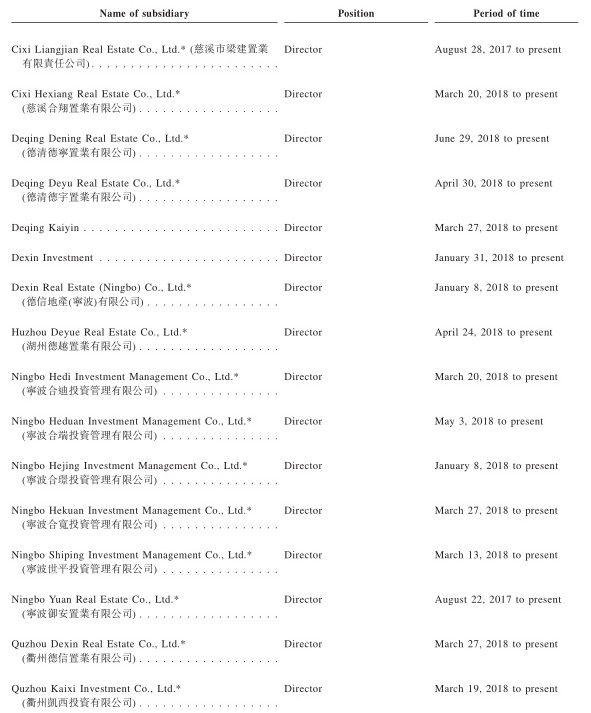 Name of subsidiary Position Period of time
Cixi Liangjian Real Estate Co., Ltd.* (慈溪市梁建置業 Director August 28, 2017 to present
有限責任公司). . . . . . . . . . . . . . . . . . . . . . . .
Cixi Hexiang Real Estate Co., Ltd.* Director March 20, 2018 to present
(慈溪合翔置業有限公司) . . . . . . . . . . . . . . . . . .
Deqing Dening Real Estate Co., Ltd.* Director June 29, 2018 to present
(德清德寧置業有限公司) . . . . . . . . . . . . . . . . . .
Deqing Deyu Real Estate Co., Ltd.* Director April 30, 2018 to present
(德清德宇置業有限公司) . . . . . . . . . . . . . . . . . .
Deqing Kaiyin . . . . . . . . . . . . . . . . . . . . . . . . . Director March 27, 2018 to present
Dexin Investment . . . . . . . . . . . . . . . . . . . . . . . Director January 31, 2018 to present
Dexin Real Estate (Ningbo) Co., Ltd.* Director January 8, 2018 to present
(德信地產(寧波)有限公司) . . . . . . . . . . . . . . . . .
Huzhou Deyue Real Estate Co., Ltd.* Director April 24, 2018 to present
(湖州德越置業有限公司) . . . . . . . . . . . . . . . . . .
Ningbo Hedi Investment Management Co., Ltd.* Director March 20, 2018 to present
(寧波合迪投資管理有限公司) . . . . . . . . . . . . . . .
Ningbo Heduan Investment Management Co., Ltd.* Director May 3, 2018 to present
(寧波合端投資管理有限公司) . . . . . . . . . . . . . . .
Ningbo Hejing Investment Management Co., Ltd.* Director January 8, 2018 to present
(寧波合璟投資管理有限公司) . . . . . . . . . . . . . . .
Ningbo Hekuan Investment Management Co., Ltd.* Director March 27, 2018 to present
(寧波合寬投資管理有限公司) . . . . . . . . . . . . . . .
Ningbo Shiping Investment Management Co., Ltd.* Director March 13, 2018 to present
(寧波世平投資管理有限公司) . . . . . . . . . . . . . . .
Ningbo Yuan Real Estate Co., Ltd.* Director August 22, 2017 to present
(寧波御安置業有限公司) . . . . . . . . . . . . . . . . . .
Quzhou Dexin Real Estate Co., Ltd.* Director March 27, 2018 to present
(衢州德信置業有限公司) . . . . . . . . . . . . . . . . . .
Quzhou Kaixi Investment Co., Ltd.* Director March 19, 2018 to present
(衢州凱西投資有限公司) . . . . . . . . . . . . . . . . . .